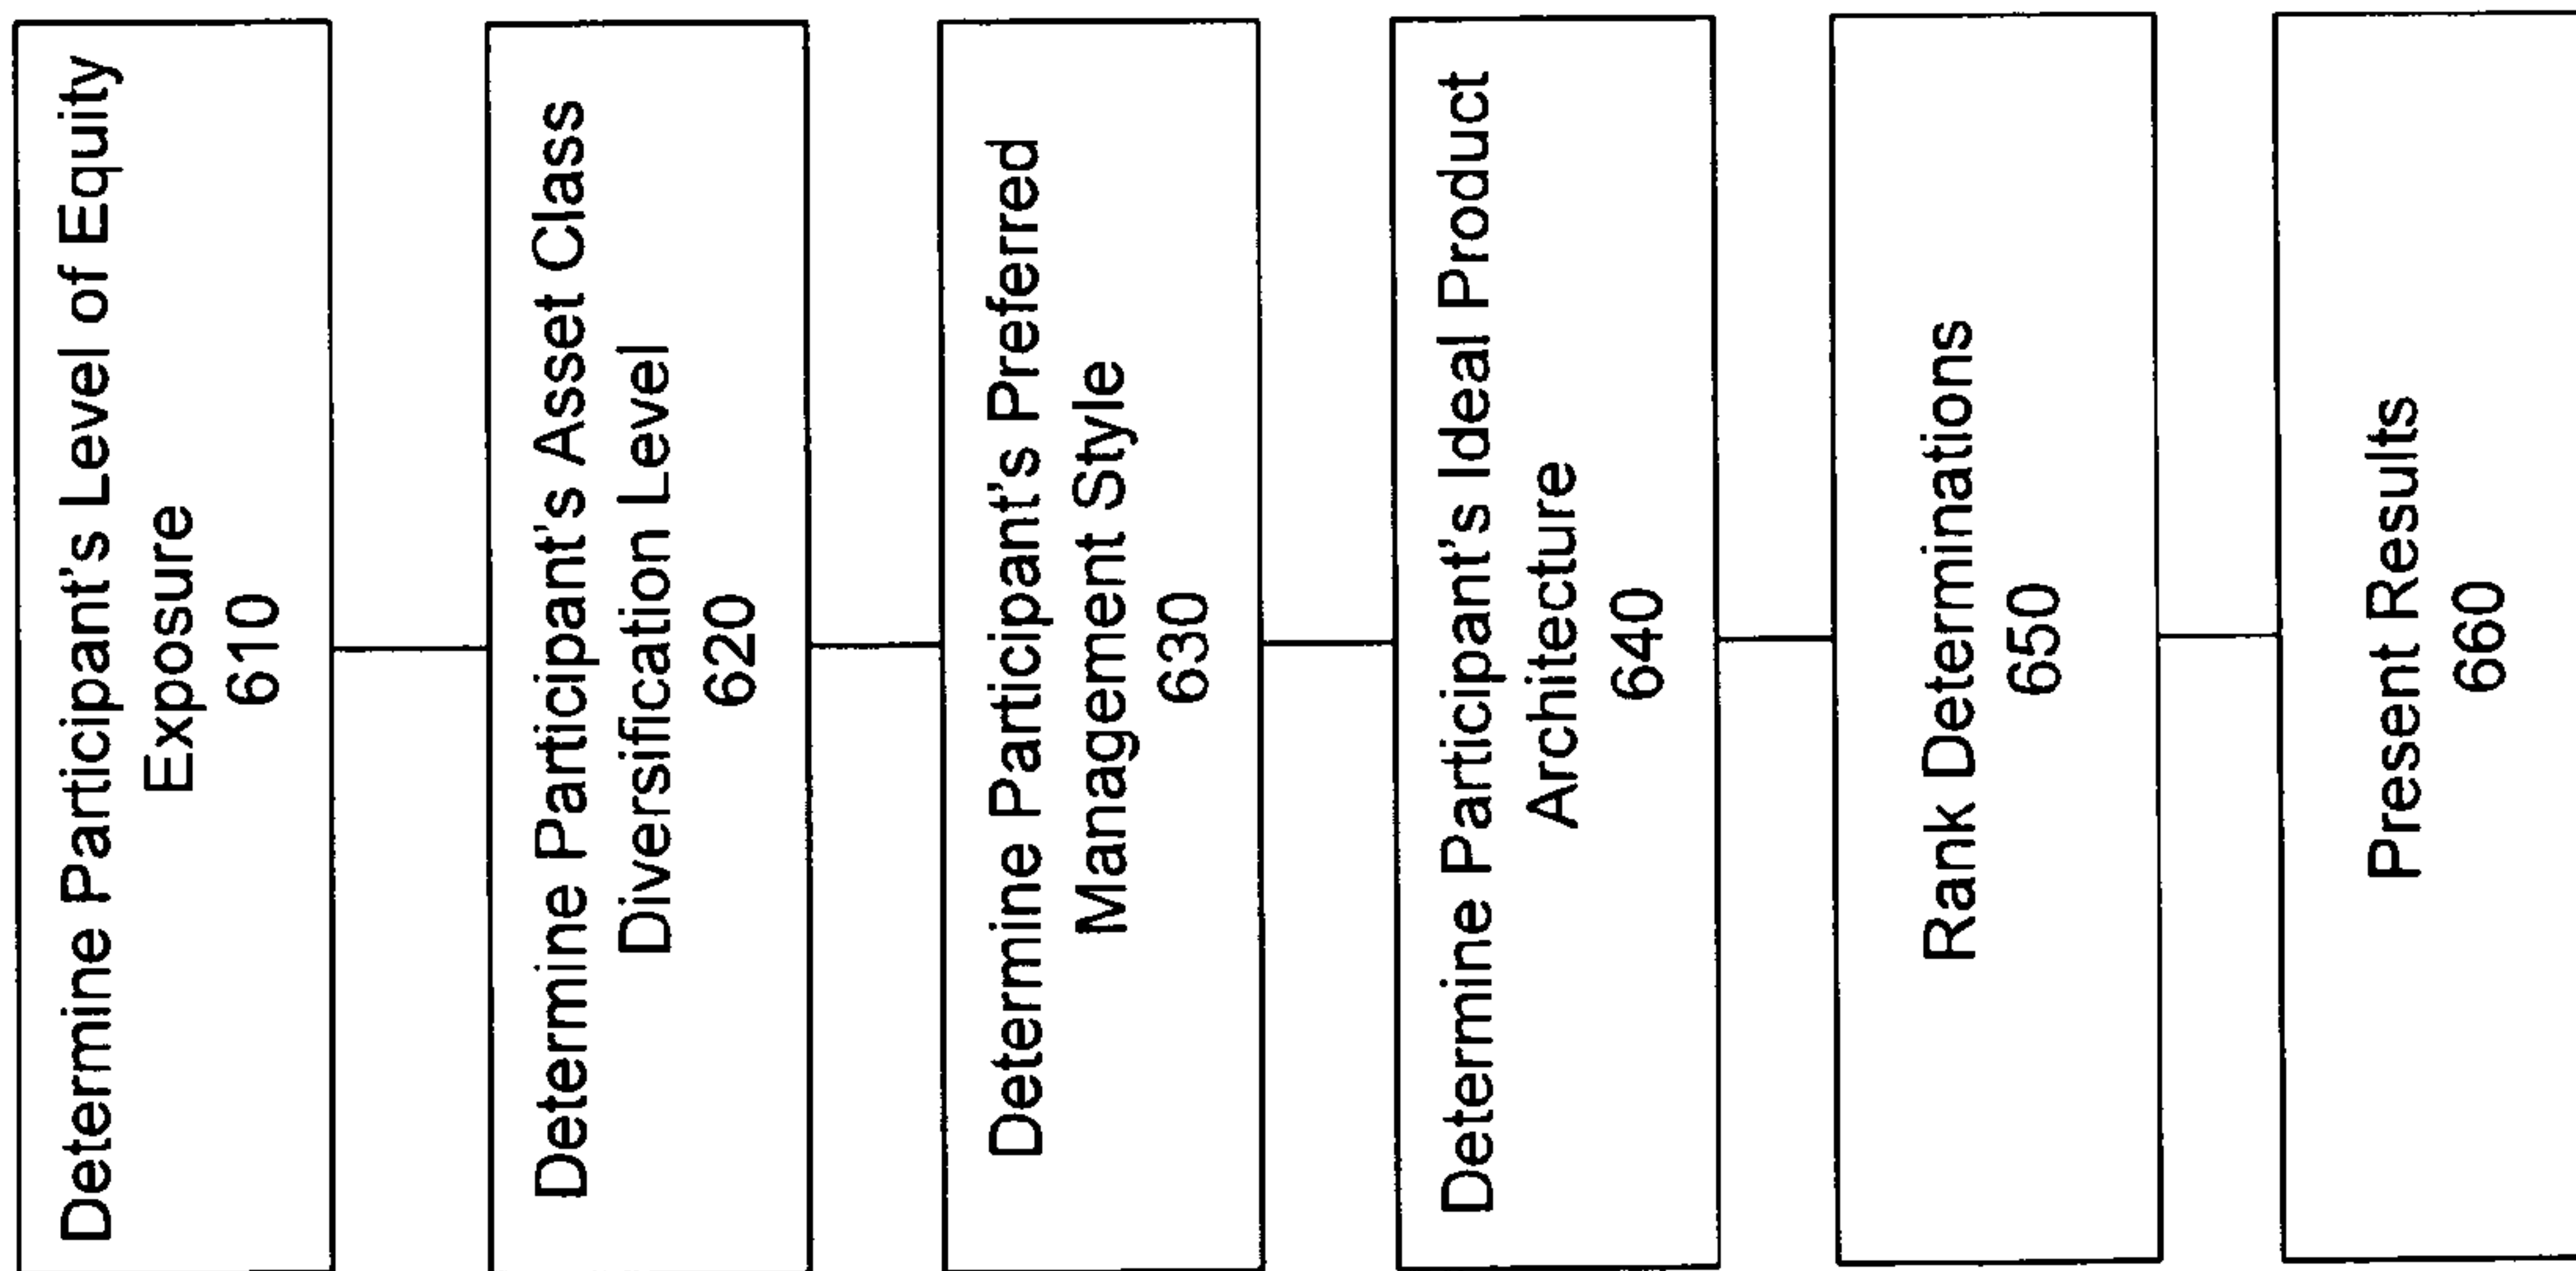 Determine Participant's Level of Equity
Exposure
610
Determine Participant's Asset Class
Diversification Level
620
Determine Participant's Preferred
Management Style
630
Determine Participant's Ideal Product
Architecture
640
Rank Determinations
650
Present Results
660